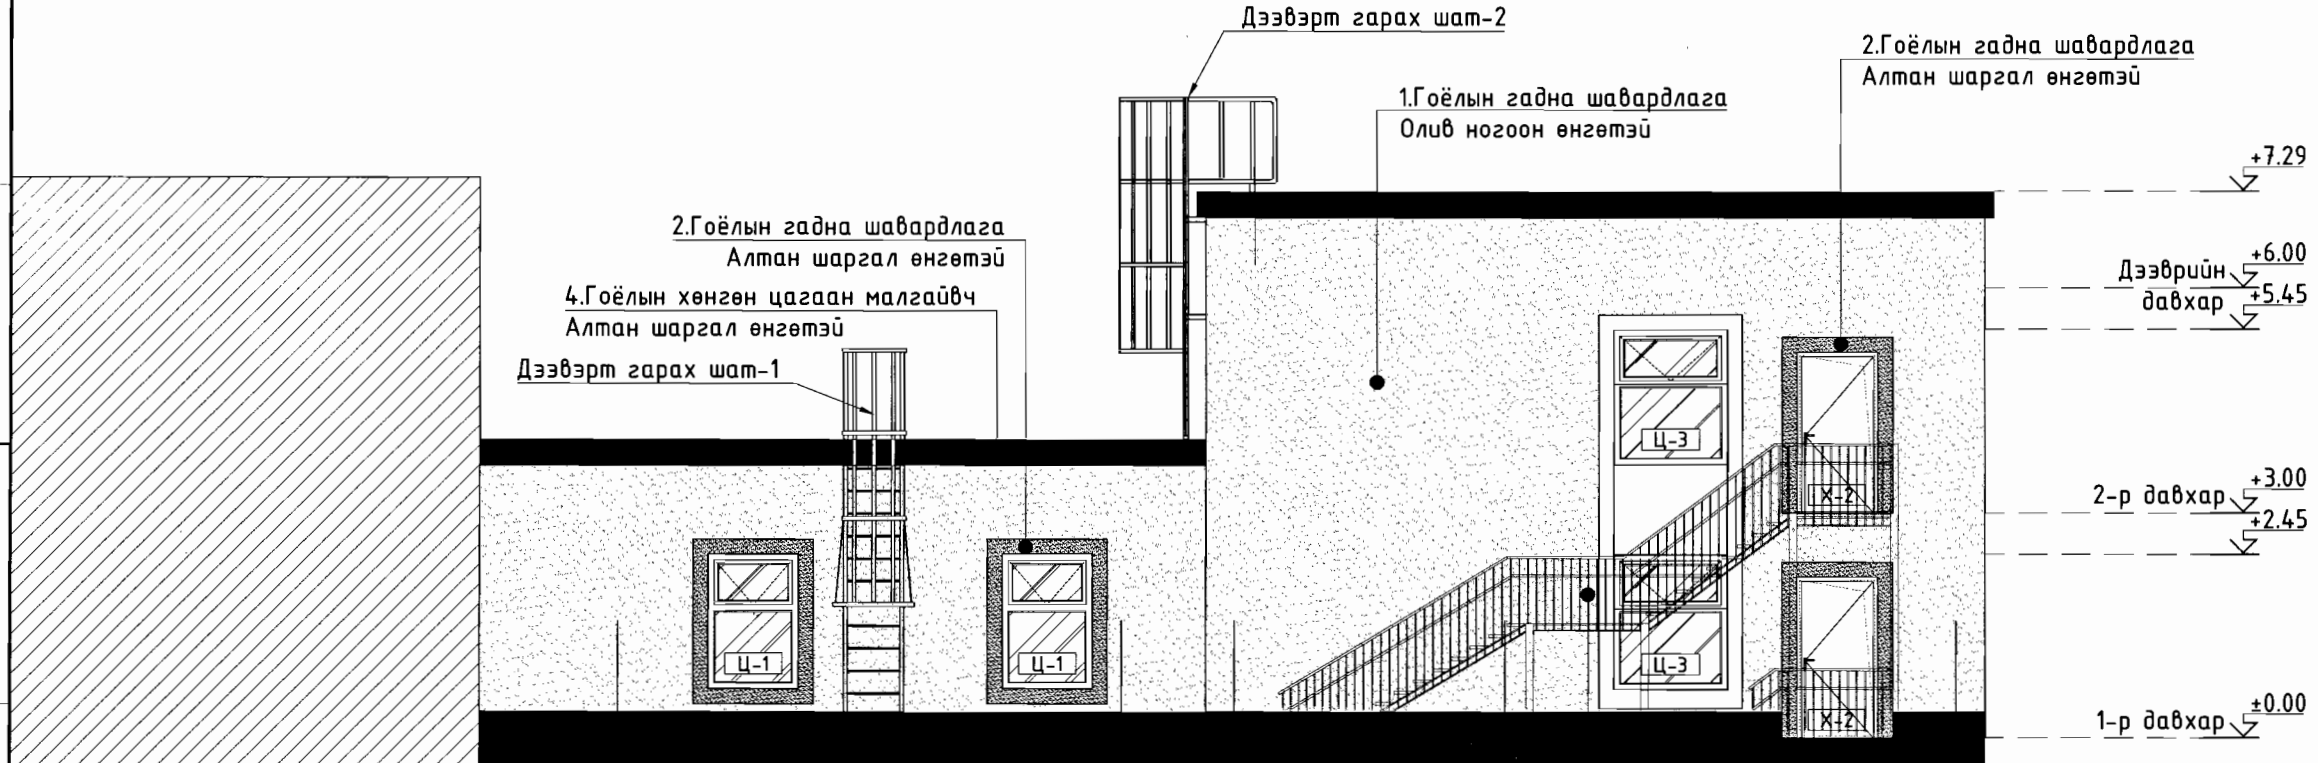 Дээвэрт гарах шат-2
2.Гоёлын гадна шавардлага
Алтан шаргал өнгөтэй
1.Гоёлын гадна шавардлага
Олив ногоон өнгөтэй
+7.29
2.Гоёлын гадна шавардлага
Алтан шаргал өнгөтэй
+6.00
Дээврийн
давхар
+5.45
4.Гоёлын хөнгөн цагаан малгайвч
Алтан шаргал өнгөтэй
Дээвэрт гарах шат-1
Ц-3
Х-2
+3.00
2-р давхар
+2.45
Ц-1
Ц-1
Ц-3
Х-2
±0.00
1-р давхар